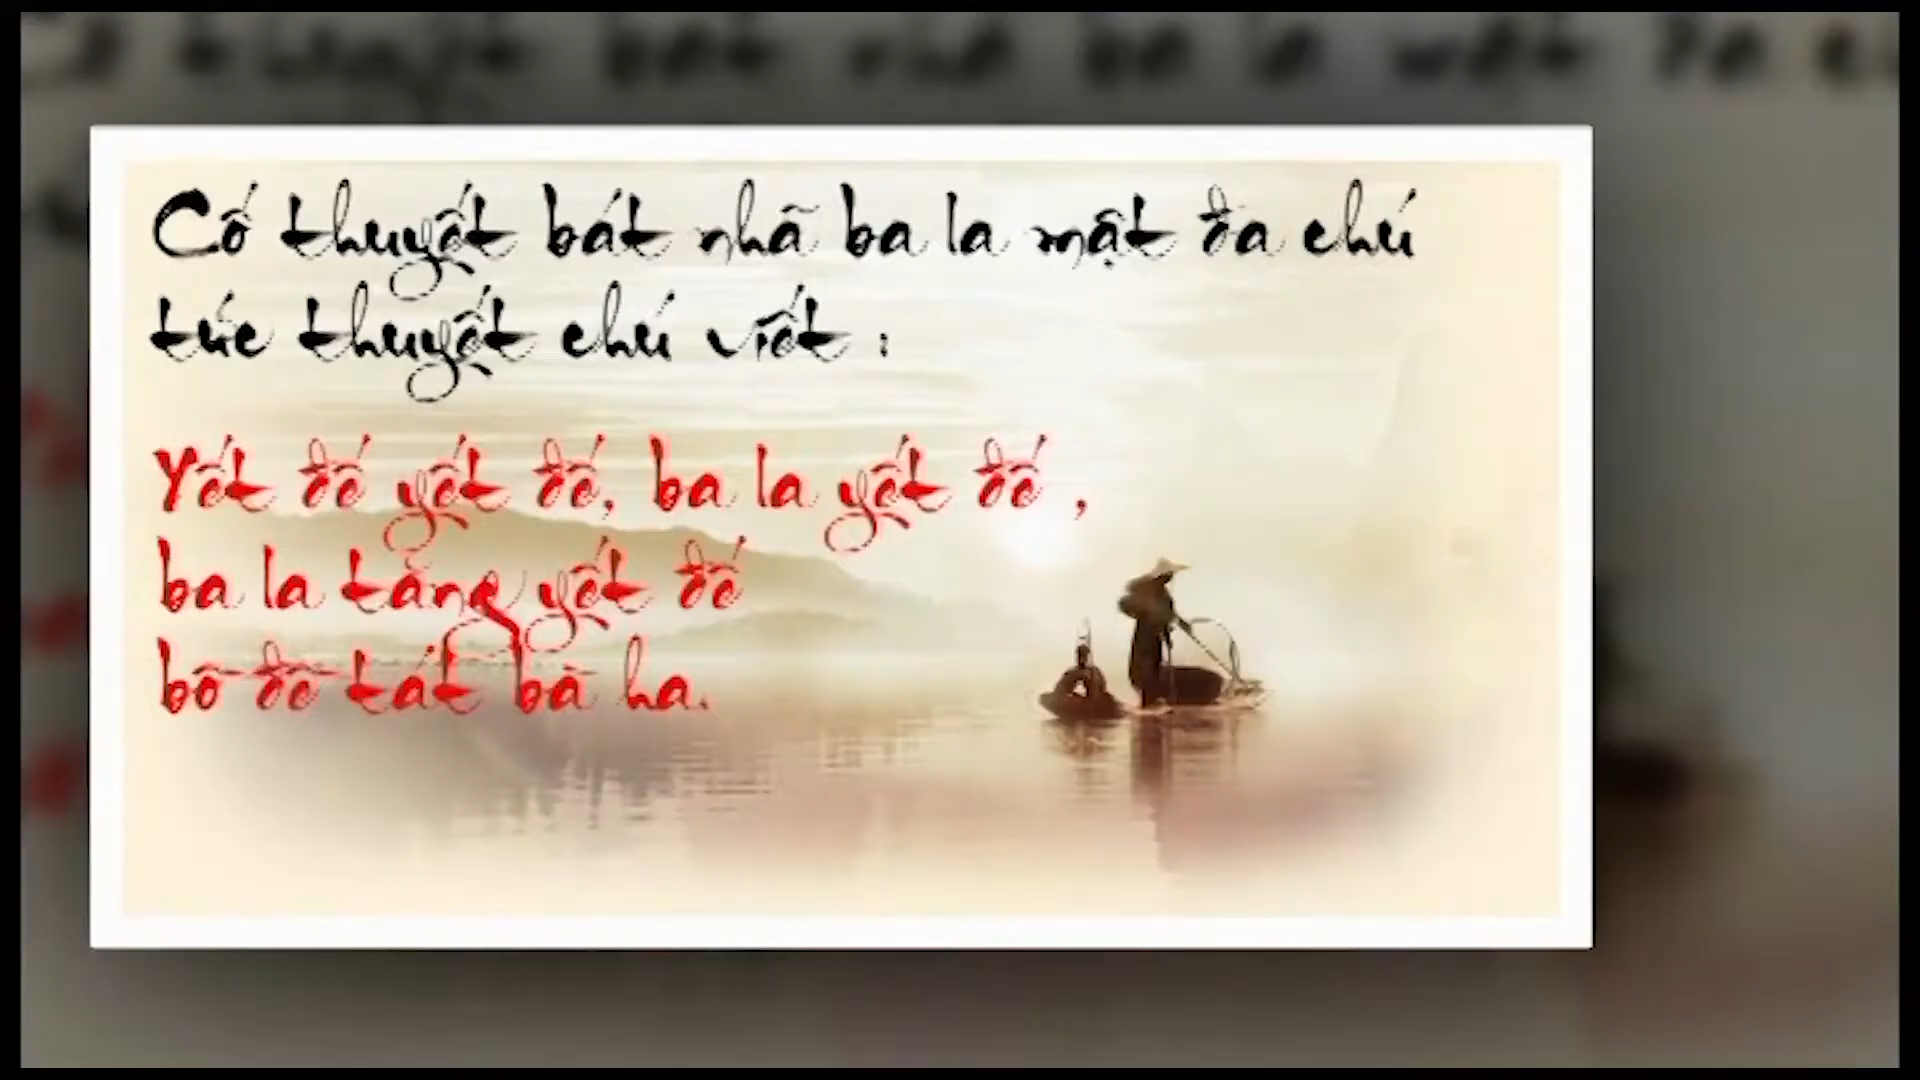 Cố thuyết bát nhã ba la mật đa chú
tức thuyết chú viết :
Yết đế yết đế, ba la yết đế ,
ba la tăng yết đế
bồ đề tát bà ha.